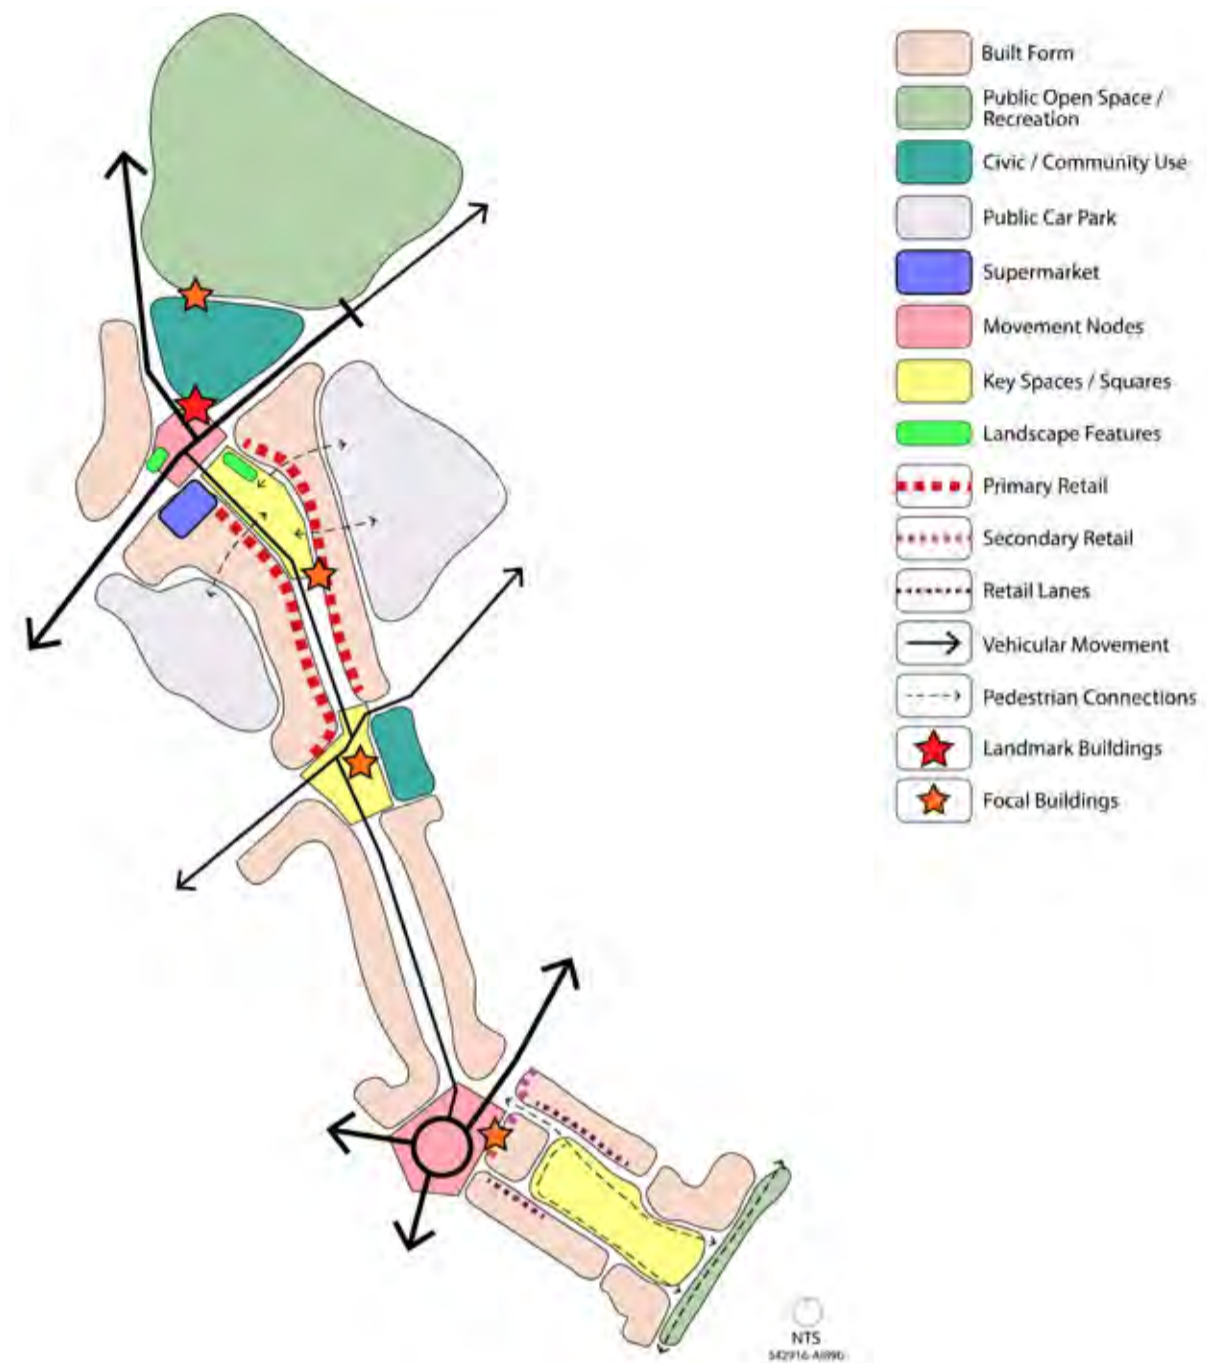 Built Form
Public Open Space /
Recreation
Civic / Community Use
Public Car Park
Supermarket
Movement Nodes
Key Spaces / Squares
Landscape Features
Primary Retail
Secondary Retail
Retail Lanes
Vehicular Movement
Pedestrian Connections
Landmark Buildings
Focal Buildings
NTS